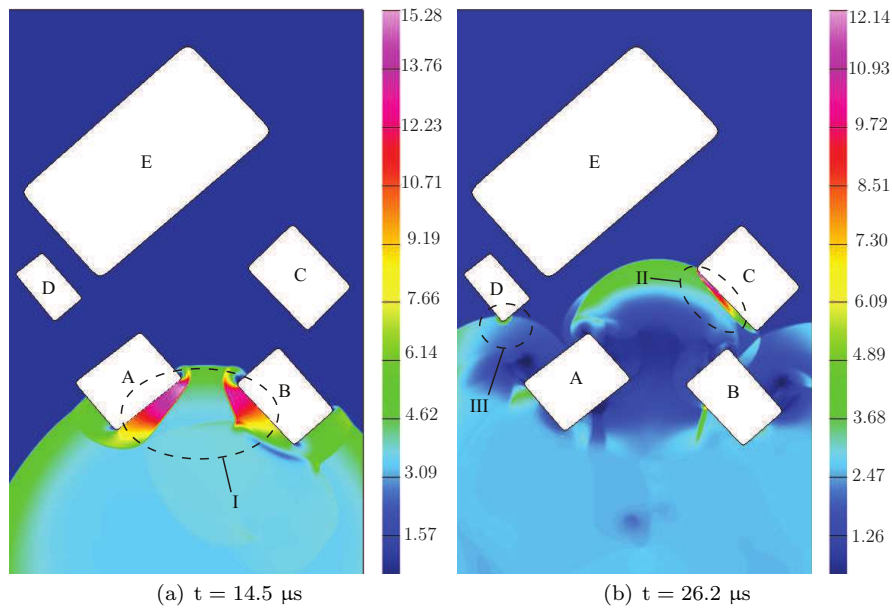 15.28
13.76
12.23
10.71
9.19
7.66
6.14
4.62
3.09
1.57
E
D
C
A
B
I
(a) t = 14.5 μs
12.14
10.93
9.72
8.51
7.30
6.09
4.89
3.68
2.47
1.26
E
D
C
II
A
B
III
(b) t = 26.2 μs